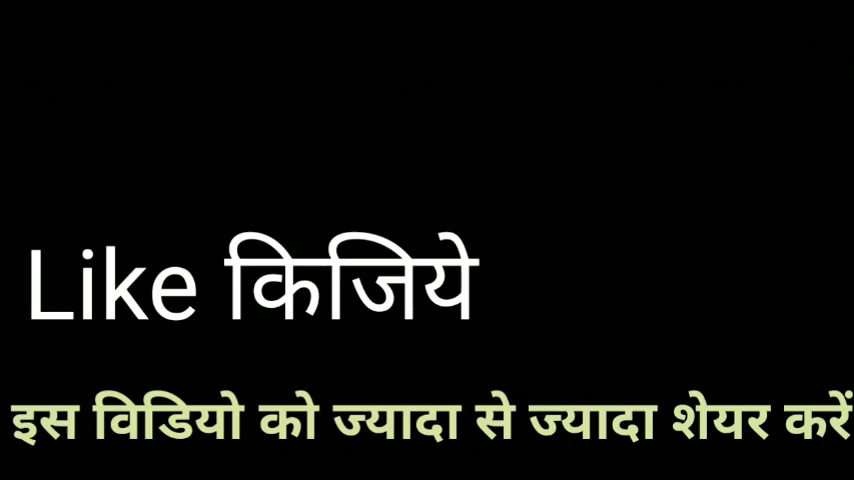 Like किजिये
इस विडियो को ज्यादा से ज्यादा शेयर करें